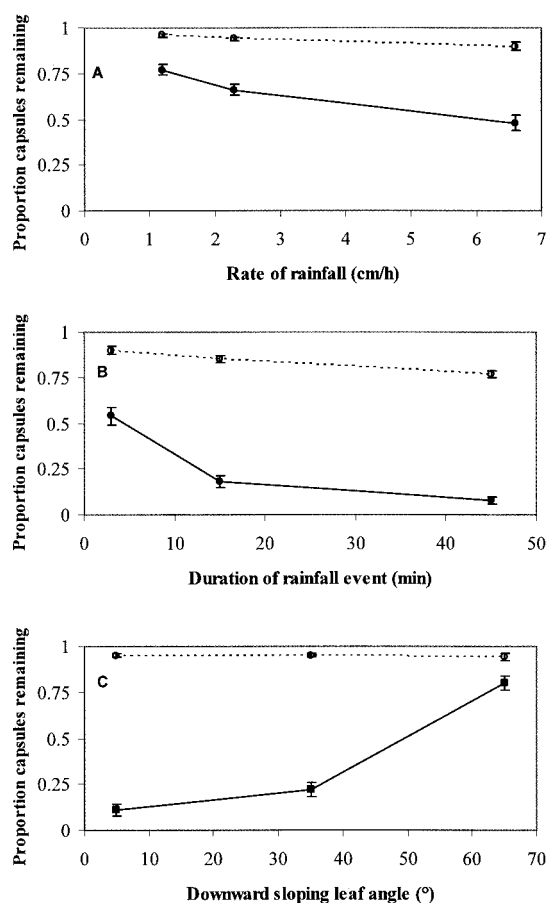 Proportion capsules remaining
1
0.75
0.5
0.25
0
A
0 1 2 3 4 5 6 7
Rate of rainfall (cm/h)
Proportion capsules remaining
1
0.75
0.5
0.25
0
B
0 10 20 30 40 50
Duration of rainfall event (min)
Proportion capsules remaining
1
0.75
0.5
0.25
0
C
0 10 20 30 40 50 60 70
Downward sloping leaf angle (°)